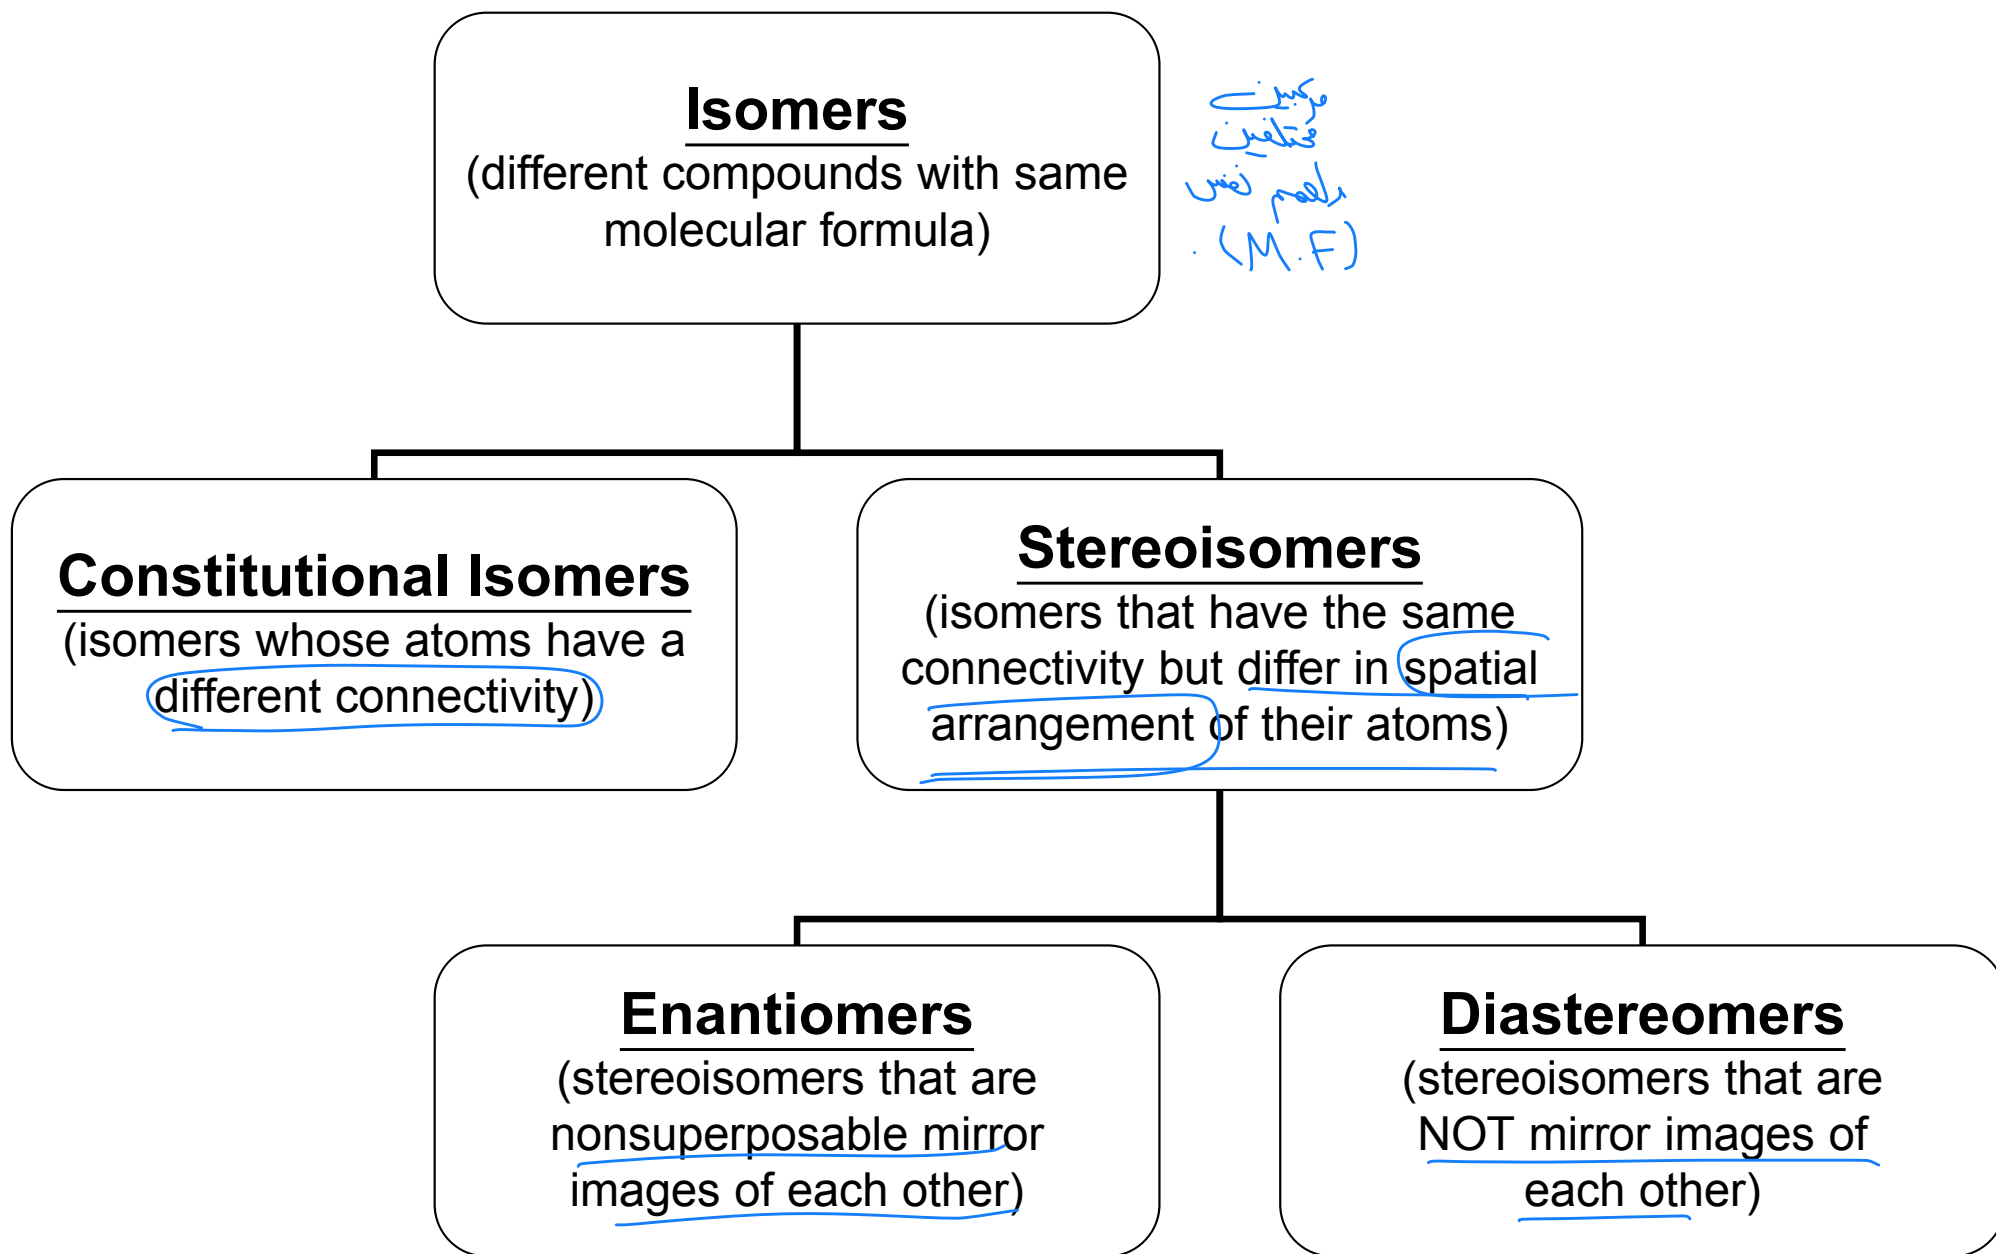 Isomers
(different compounds with same
molecular formula)
مركبين
مختلفين
والهم نفس
(M.F).
Constitutional Isomers
(isomers whose atoms have a
different connectivity)
Stereoisomers
(isomers that have the same
connectivity but differ in spatial
arrangement of their atoms)
Enantiomers
(stereoisomers that are
nonsuperposable mirror
images of each other)
Diastereomers
(stereoisomers that are
NOT mirror images of
each other)